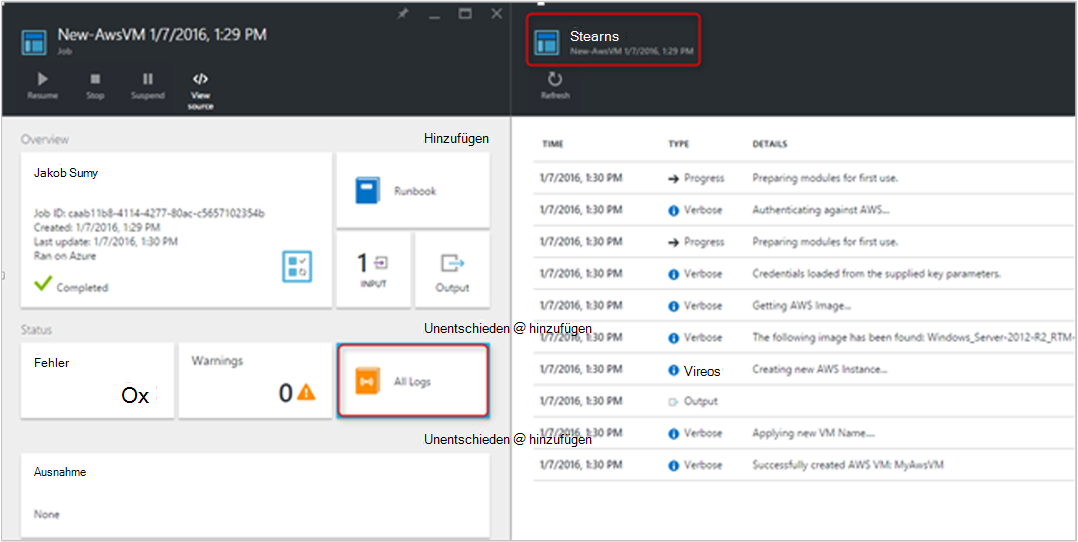 New-AwsVM 1/7/2016, 1:29 PM
Job
Resume
Stop
Suspend
View source
Overview
Hinzufügen
Jakob Sumy
Job ID: caab11b8-4114-4277-80ac-c5657102354b
Created: 1/7/2016, 1:29 PM
Last update: 1/7/2016, 1:30 PM
Ran on Azure
Completed
Runbook
1
INPUT
Output
Status
Unentschieden @ hinzufügen
Fehler
Ox
Warnings
0
All Logs
Unentschieden @ hinzufügen
Ausnahme
None
Stearns
New-AwsVM 1/7/2016, 1:29 PM
Refresh
TIME TYPE DETAILS
1/7/2016, 1:30 PM Progress Preparing modules for first use.
1/7/2016, 1:30 PM Verbose Authenticating against AWS...
1/7/2016, 1:30 PM Progress Preparing modules for first use.
1/7/2016, 1:30 PM Verbose Credentials loaded from the supplied key parameters.
1/7/2016, 1:30 PM Verbose Getting AWS Image...
1/7/2016, 1:30 PM Verbose The following image has been found: Windows_Server-2012-R2_RTM-
1/7/2016, 1:30 PM Vireos Creating new AWS Instance...
1/7/2016, 1:30 PM Output
1/7/2016, 1:30 PM Verbose Applying new VM Name....
1/7/2016, 1:30 PM Verbose Successfully created AWS VM: MyAwsVM